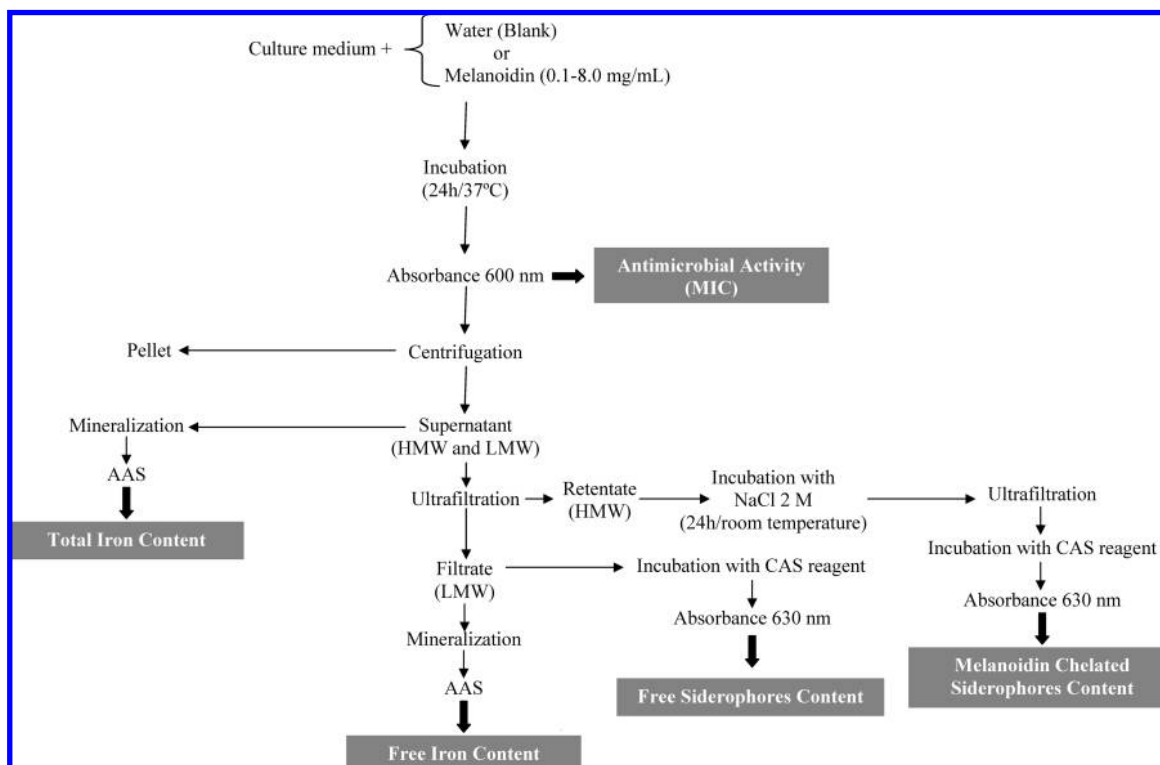 Culture medium +
Water (Blank)
or
Melanoidin (0.1-8.0 mg/mL)
Incubation
(24h/37ºC)
Absorbance 600 nm
Antimicrobial Activity
(MIC)
Pellet
Centrifugation
Mineralization
Supernatant
(HMW and LMW)
AAS
Total Iron Content
Ultrafiltration
Retentate
(HMW)
Incubation with
NaCl 2 M
(24h/room temperature)
Ultrafiltration
Incubation with CAS reagent
Absorbance 630 nm
Melanoidin Chelated
Siderophores Content
Filtrate
(LMW)
Incubation with CAS reagent
Absorbance 630 nm
Free Siderophores Content
Mineralization
AAS
Free Iron Content